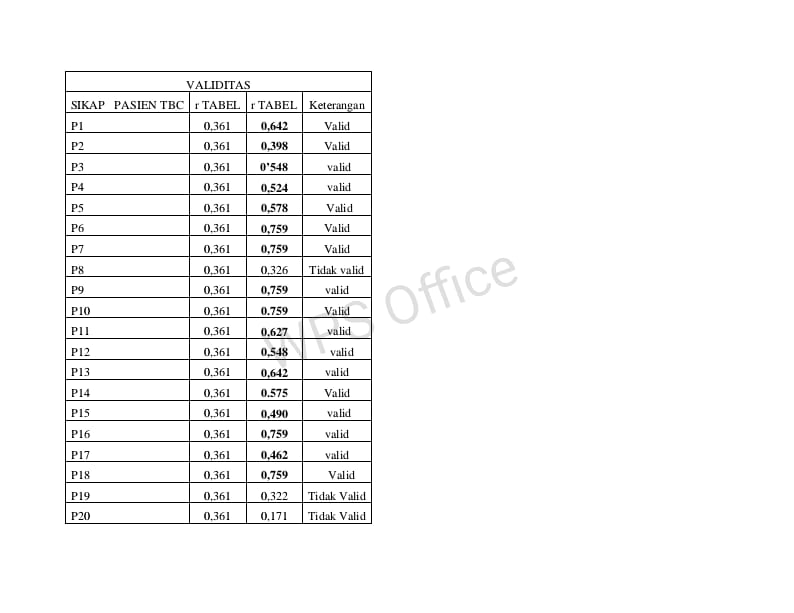 VALIDITAS
SIKAP PASIEN TBC r TABEL r TABEL Keterangan
P1 0,361 0,642 Valid
P2 0,361 0,398 Valid
P3 0,361 0’548 valid
P4 0,361 0,524 valid
P5 0,361 0,578 Valid
P6 0,361 0,759 Valid
P7 0,361 0,759 Valid
P8 0,361 0,326 Tidak valid
P9 0,361 0,759 valid
P10 0,361 0.759 Valid
P11 0,361 0,627 valid
P12 0,361 0,548 valid
P13 0,361 0,642 valid
P14 0,361 0.575 Valid
P15 0,361 0,490 valid
P16 0,361 0,759 valid
P17 0,361 0,462 valid
P18 0,361 0,759 Valid
P19 0,361 0,322 Tidak Valid
P20 0,361 0,171 Tidak Valid
WPS Office